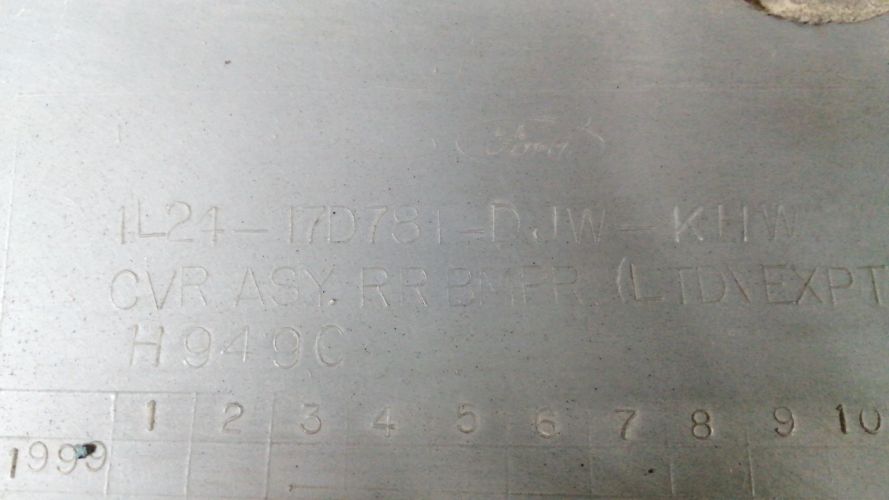 Ford
1L24-17D781-DJW-KHW
CVR ASY. RR BMPR (LTD\EXPT
H949C
1 2 3 4 5 6 7 8 9 10
1999